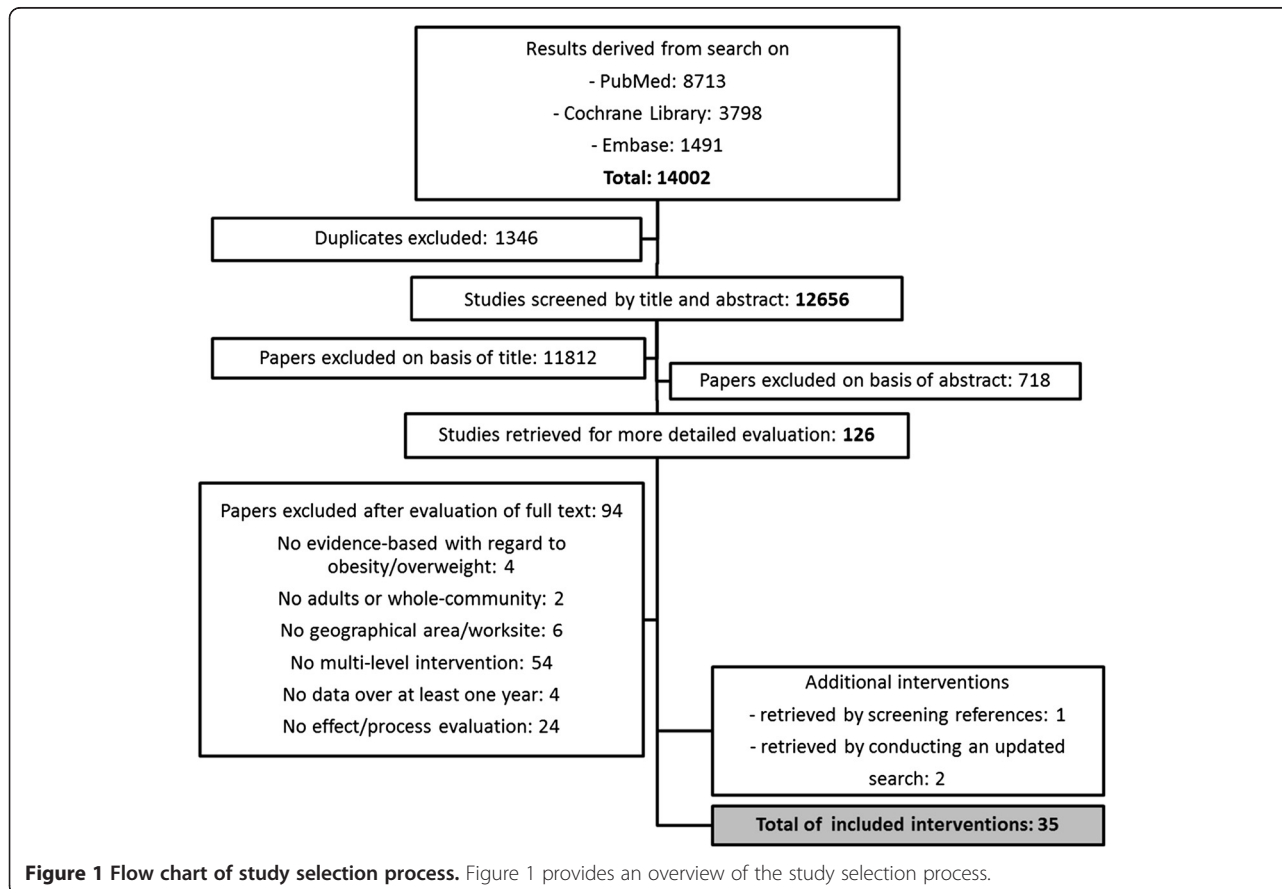 Results derived from search on
- PubMed: 8713
- Cochrane Library: 3798
- Embase: 1491
Total: 14002
Duplicates excluded: 1346
Studies screened by title and abstract: 12656
Papers excluded on basis of title: 11812
Papers excluded on basis of abstract: 718
Studies retrieved for more detailed evaluation: 126
Papers excluded after evaluation of full text: 94
No evidence-based with regard to
obesity/overweight: 4
No adults or whole-community: 2
No geographical area/worksite: 6
No multi-level intervention: 54
No data over at least one year: 4
No effect/process evaluation: 24
Additional interventions
- retrieved by screening references: 1
- retrieved by conducting an updated
search: 2
Total of included interventions: 35
Figure 1 Flow chart of study selection process. Figure 1 provides an overview of the study selection process.